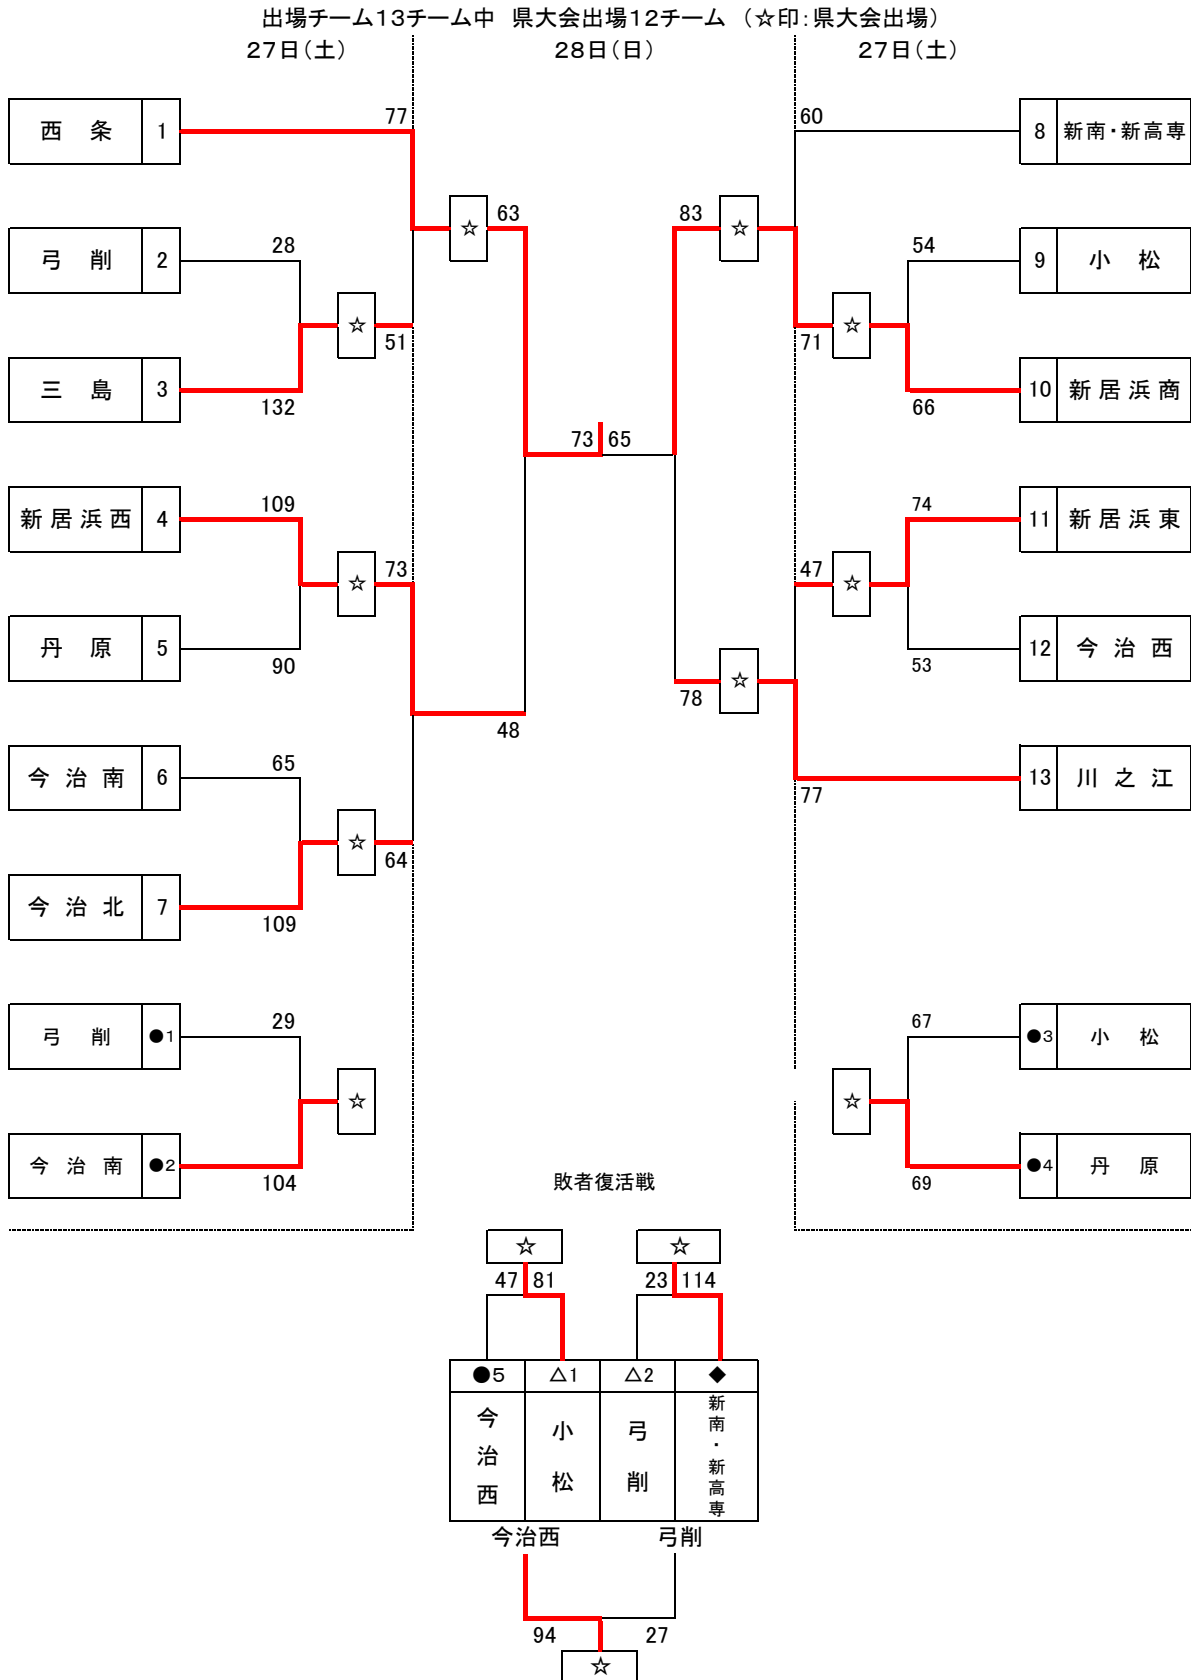 出場チーム13チーム中　県大会出場12チーム　（☆印：県大会出場）
27日（土）　28日（日）　27日（土）
西　条　1　77
60　8　新南・新高専
☆　63　83　☆
弓　削　2　28
54　9　小　松
☆　51
71　☆
三　島　3　132
66　10　新居浜商
73　65
新居浜西　4　109
74　11　新居浜東
☆　73
47　☆
丹　原　5　90
53　12　今治西
78　☆
48
今治南　6　65
77　13　川之江
☆　64
今治北　7　109
弓　削　●1　29
67　●3　小　松
☆
☆
今治南　●2　104
69　●4　丹　原
敗者復活戦
☆　☆
47　81　23　114
●5　△1　△2　◆
今治西　小松　弓削　新南・新高専
今治西　弓削
94　27
☆